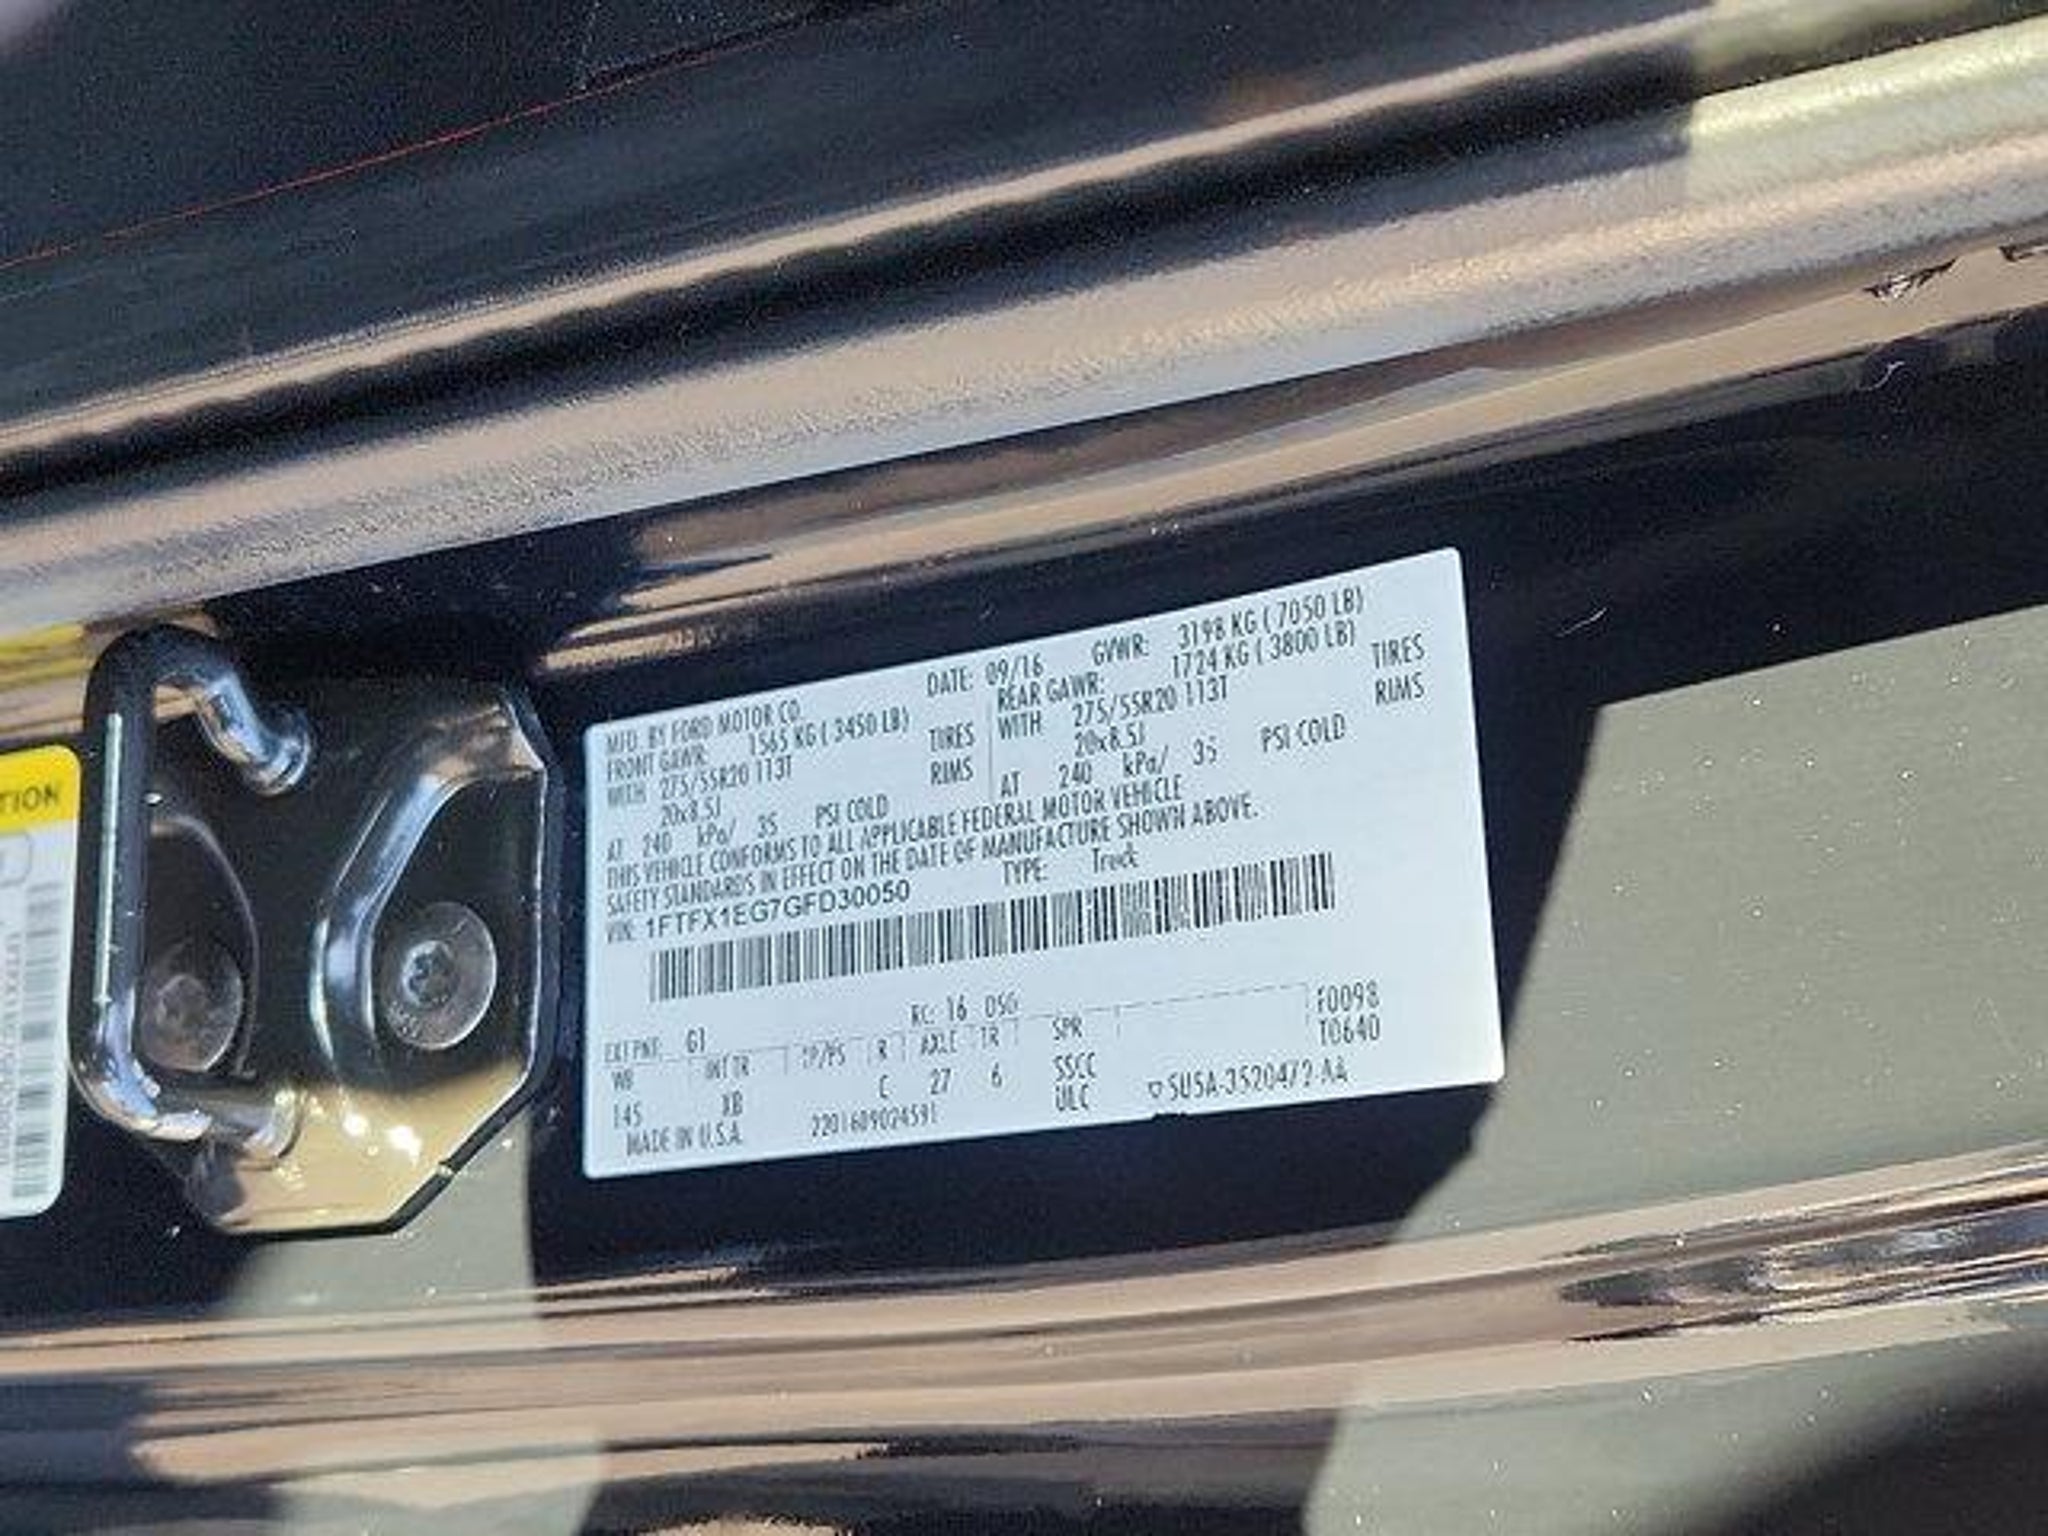 TION
MFD. BY FORD MOTOR CO.
DATE: 09/16 GVWR: 3198 KG ( 7050 LB)
FRONT GAWR: 1565 KG ( 3450 LB)
REAR GAWR: 1724 KG ( 3800 LB)
WITH 275/55R20 113T TIRES
WITH 275/55R20 113T TIRES
20x8.5J RIMS
20x8.5J RIMS
AT 240 kPa/ 35 PSI COLD
AT 240 kPa/ 35 PSI COLD
THIS VEHICLE CONFORMS TO ALL APPLICABLE FEDERAL MOTOR VEHICLE
SAFETY STANDARDS IN EFFECT ON THE DATE OF MANUFACTURE SHOWN ABOVE.
VIN: 1FTFX1EG7GFD30050 TYPE: Truck
F0098
EXT PNT: G1 RC: 16 DSO: T0640
WB INT TR TP/PS R AXLE TR SPR
145 XB C 27 6 SSCC
MADE IN U.S.A. 2201609024591 ULC 5U5A-3520472-AA